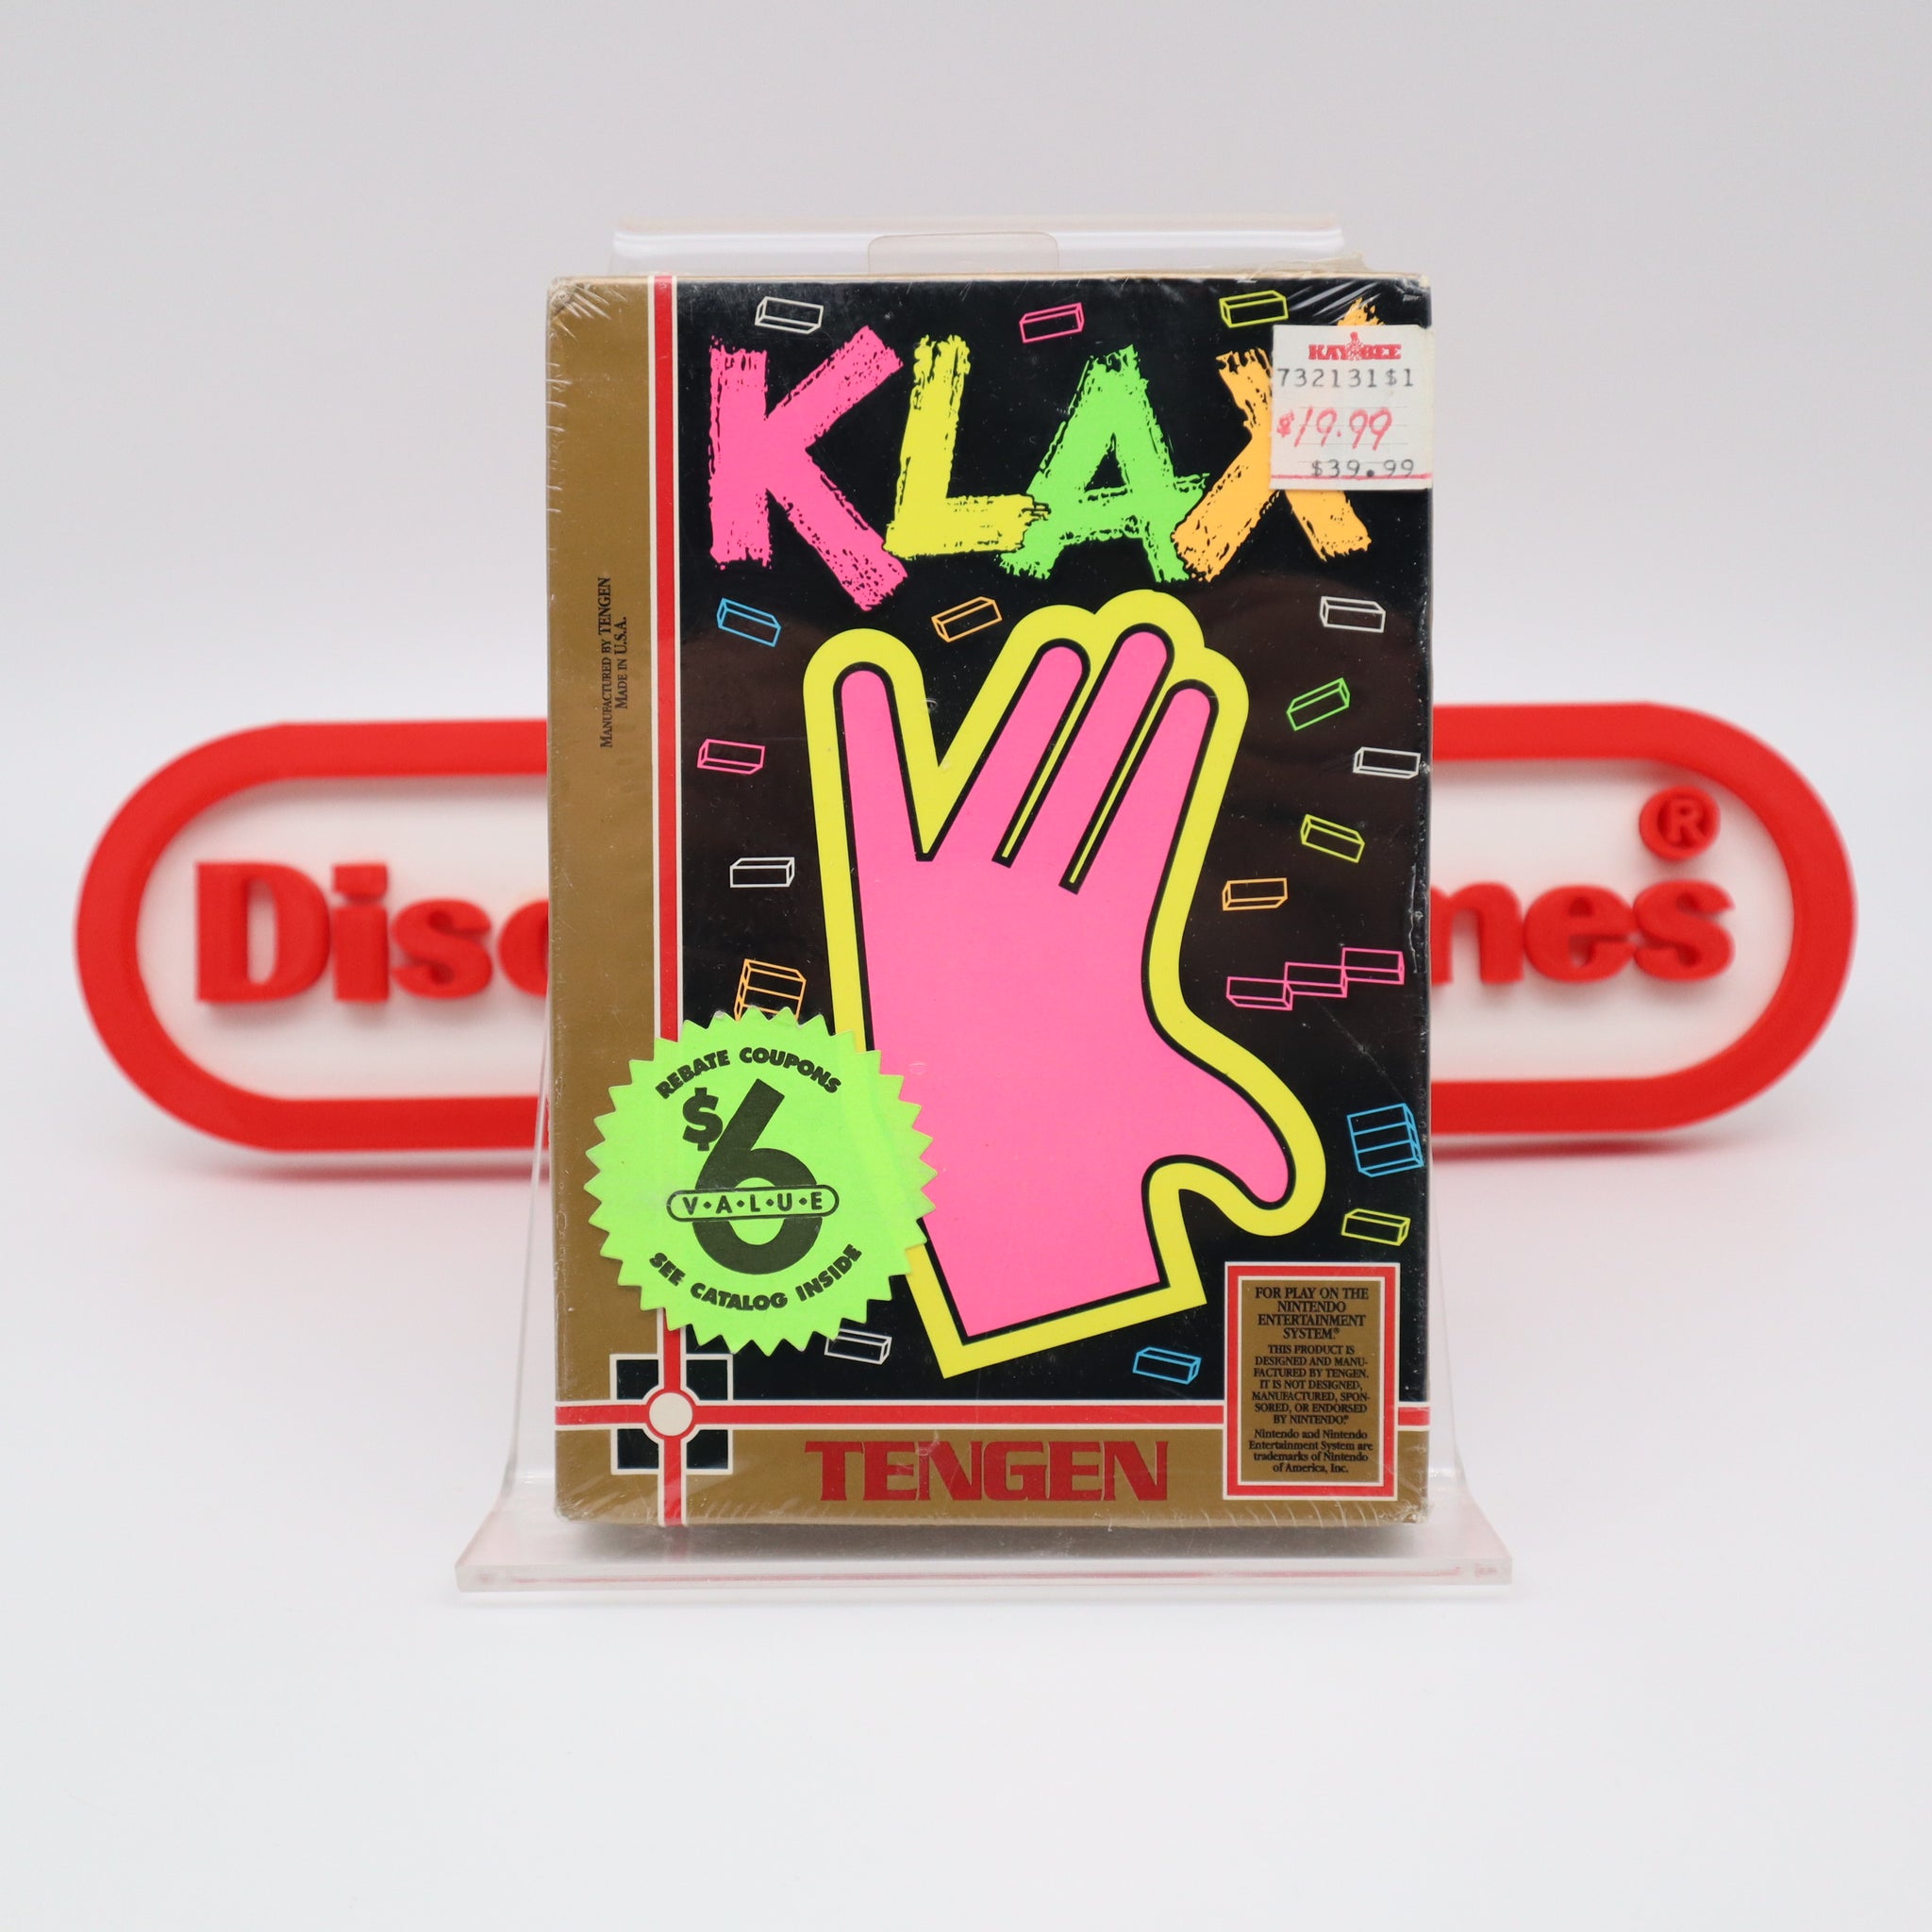 KLAX
KAY BEE
732131$1
$19.99
$39.99
MANUFACTURED BY TENGEN
MADE IN U.S.A.
®
REBATE COUPONS
$6
V•A•L•U•E
SEE CATALOG INSIDE
FOR PLAY ON THE
NINTENDO
ENTERTAINMENT
SYSTEM®
THIS PRODUCT IS
DESIGNED AND MANU-
FACTURED BY TENGEN.
IT IS NOT DESIGNED,
MANUFACTURED, SPON-
SORED, OR ENDORSED
BY NINTENDO®
Nintendo and Nintendo
Entertainment System are
trademarks of Nintendo
of America, Inc.
TENGEN